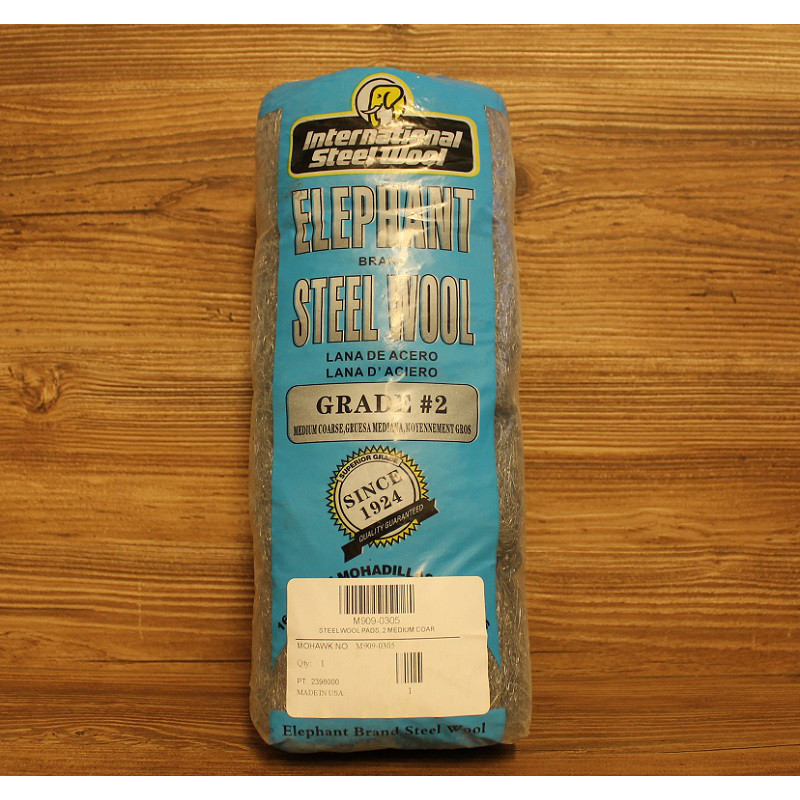 International
Steel Wool
ELEPHANT
BRAND
STEEL WOOL
LANA DE ACERO
LANA D' ACIERO
GRADE #2
MEDIUM COARSE,GRUESA MEDIANA,MOYENNEMENT GROS
SUPERIOR GRADE
SINCE
1924
QUALITY GUARANTEED
M909-0305
STEEL WOOL PADS, 2 MEDIUM COAR
MOHAWK NO. M909-0305
Qty: 1
PT 2398000
MADE IN USA.
1
Elephant Brand Steel Wool